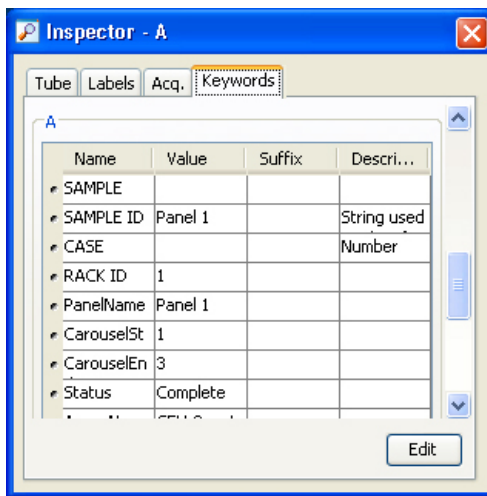 Inspector - A
Tube Labels Acq. Keywords
A
Name Value Suffix Descri...
SAMPLE
SAMPLE ID Panel 1 String used
CASE Number
RACK ID 1
PanelName Panel 1
CarouselSt 1
CarouselEn 3
Status Complete
Edit